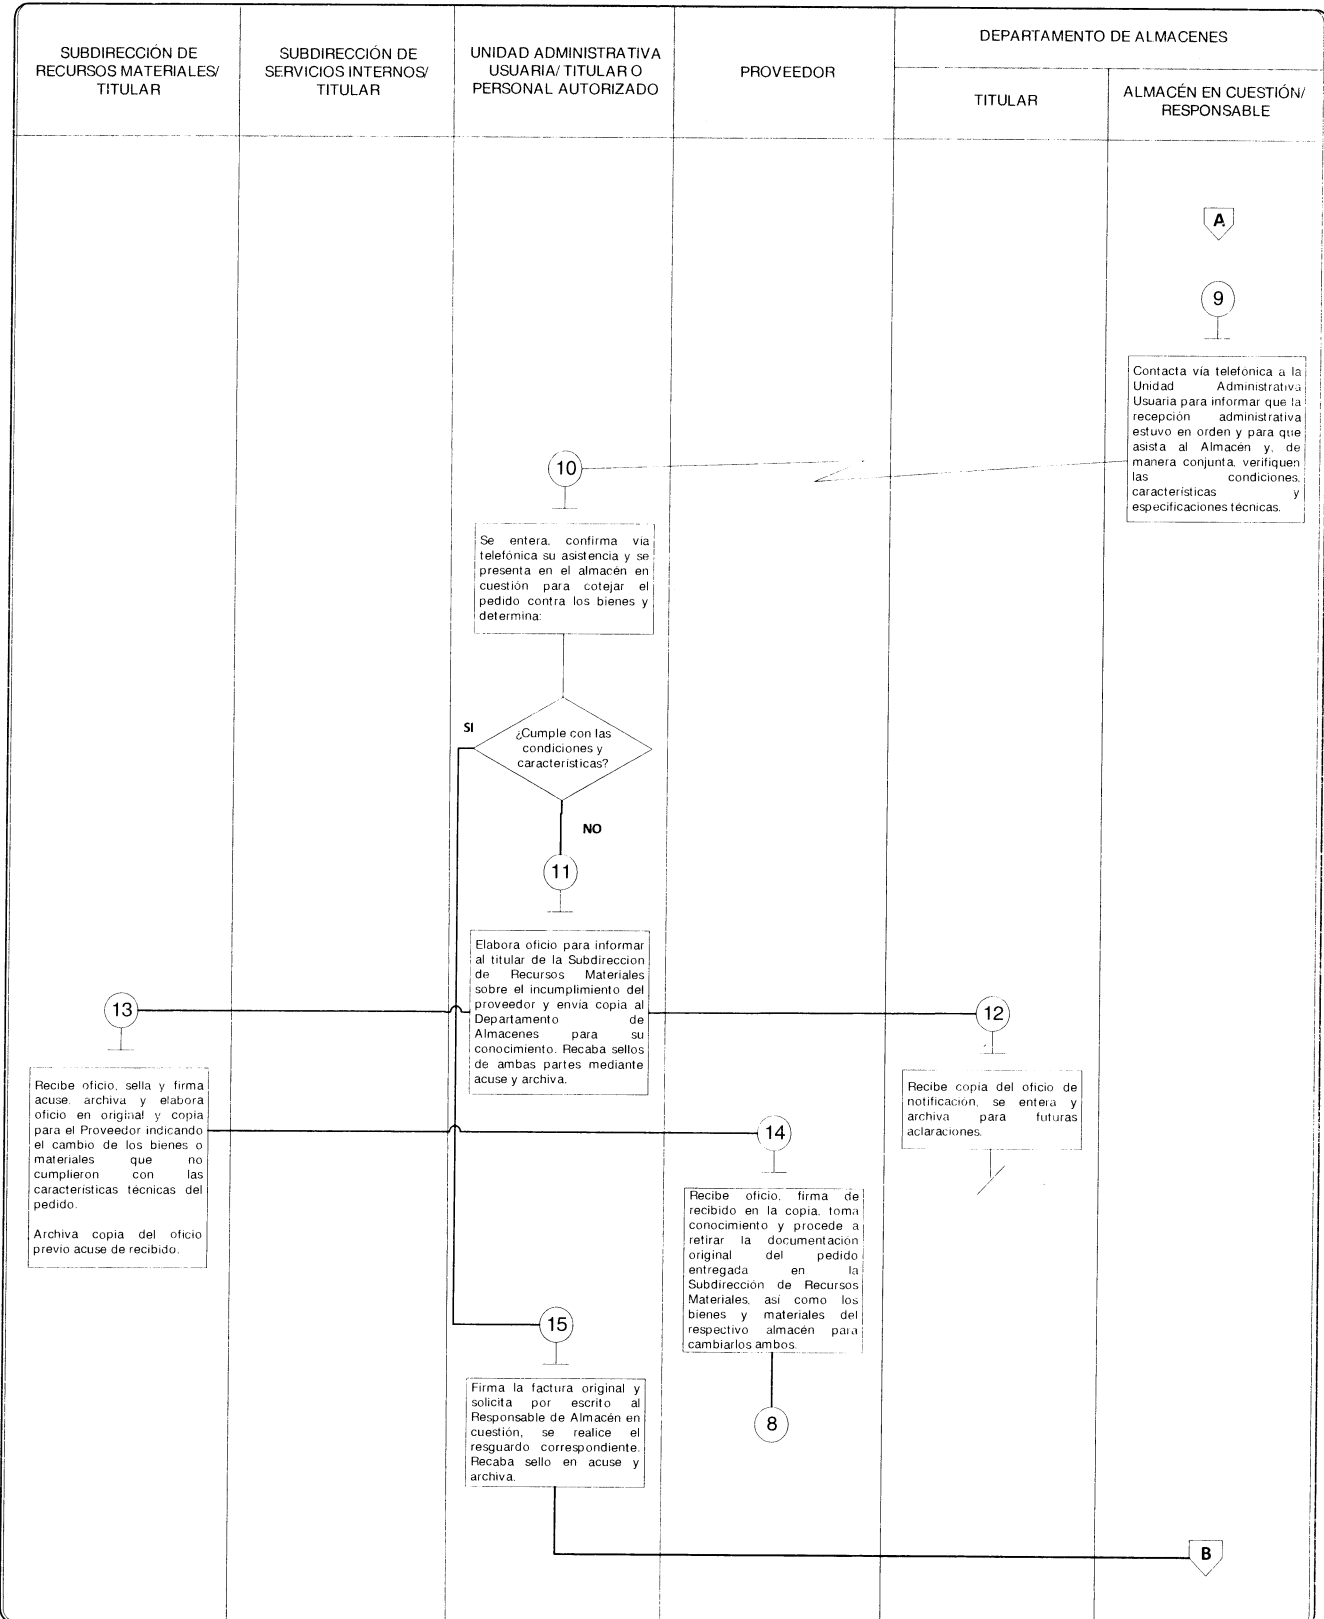 SUBDIRECCIÓN DE
RECURSOS MATERIALES/
TITULAR
SUBDIRECCIÓN DE
SERVICIOS INTERNOS/
TITULAR
UNIDAD ADMINISTRATIVA
USUARIA/ TITULAR O
PERSONAL AUTORIZADO
PROVEEDOR
DEPARTAMENTO DE ALMACENES
TITULAR
ALMACÉN EN CUESTIÓN/
RESPONSABLE
A
9
Contacta vía telefónica a la
Unidad Administrativa
Usuaria para informar que la
recepción administrativa
estuvo en orden y para que
asista al Almacén y, de
manera conjunta, verifiquen
las condiciones,
características y
especificaciones técnicas.
10
Se entera, confirma vía
telefónica su asistencia y se
presenta en el almacén en
cuestión para cotejar el
pedido contra los bienes y
determina:
SI
¿Cumple con las
condiciones y
características?
NO
11
Elabora oficio para informar
al titular de la Subdireccion
de Recursos Materiales
sobre el incumplimiento del
proveedor y envía copia al
Departamento de
Almacenes para su
conocimiento. Recaba sellos
de ambas partes mediante
acuse y archiva.
13
12
Recibe oficio, sella y firma
acuse, archiva y elabora
oficio en original y copia
para el Proveedor indicando
el cambio de los bienes o
materiales que no
cumplieron con las
características técnicas del
pedido.
Archiva copia del oficio
previo acuse de recibido.
Recibe copia del oficio de
notificación, se entera y
archiva para futuras
aclaraciones.
14
Recibe oficio, firma de
recibido en la copia, toma
conocimiento y procede a
retirar la documentación
original del pedido
entregada en la
Subdirección de Recursos
Materiales, así como los
bienes y materiales del
respectivo almacén para
cambiarlos ambos.
15
Firma la factura original y
solicita por escrito al
Responsable de Almacén en
cuestión, se realice el
resguardo correspondiente.
Recaba sello en acuse y
archiva.
8
B